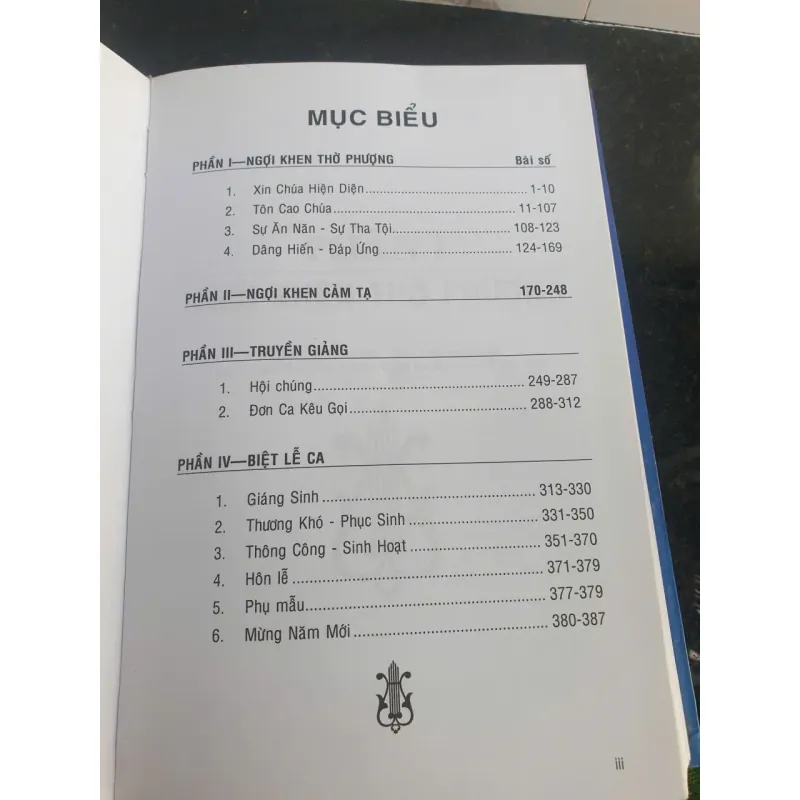 MỤC BIỂU
PHẦN I—NGỢI KHEN THỜ PHƯỢNG Bài số
1. Xin Chúa Hiện Diện 1-10
2. Tôn Cao Chúa 11-107
3. Sự Ăn Năn - Sự Tha Tội 108-123
4. Dâng Hiến - Đáp Ứng 124-169
PHẦN II—NGỢI KHEN CẢM TẠ 170-248
PHẦN III—TRUYỀN GIẢNG
1. Hội chúng 249-287
2. Đơn Ca Kêu Gọi 288-312
PHẦN IV—BIỆT LỄ CA
1. Giáng Sinh 313-330
2. Thương Khó - Phục Sinh 331-350
3. Thông Công - Sinh Hoạt 351-370
4. Hôn lễ 371-379
5. Phụ mẫu 377-379
6. Mừng Năm Mới 380-387
iii